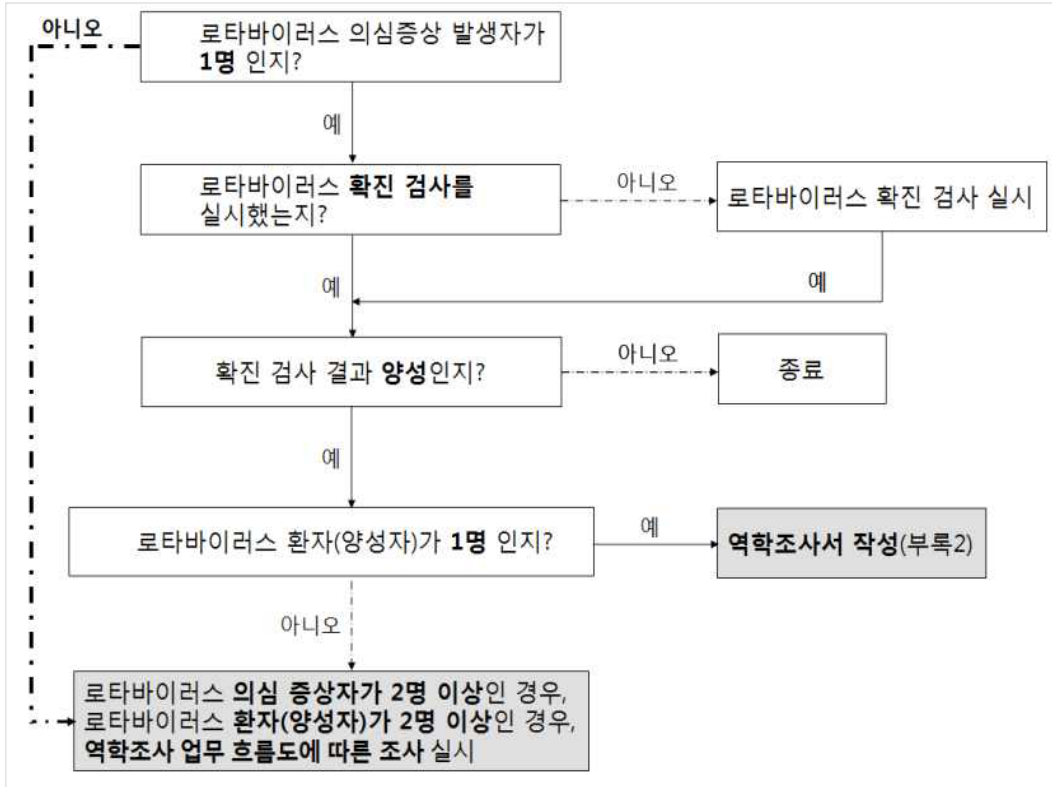 아니오
로타바이러스 의심증상 발생자가
1명 인지?
예
로타바이러스 확진 검사를
실시했는지?
아니오
로타바이러스 확진 검사 실시
예
예
확진 검사 결과 양성인지?
아니오
종료
예
로타바이러스 환자(양성자)가 1명 인지?
예
역학조사서 작성(부록2)
아니오
로타바이러스 의심 증상자가 2명 이상인 경우,
로타바이러스 환자(양성자)가 2명 이상인 경우,
역학조사 업무 흐름도에 따른 조사 실시